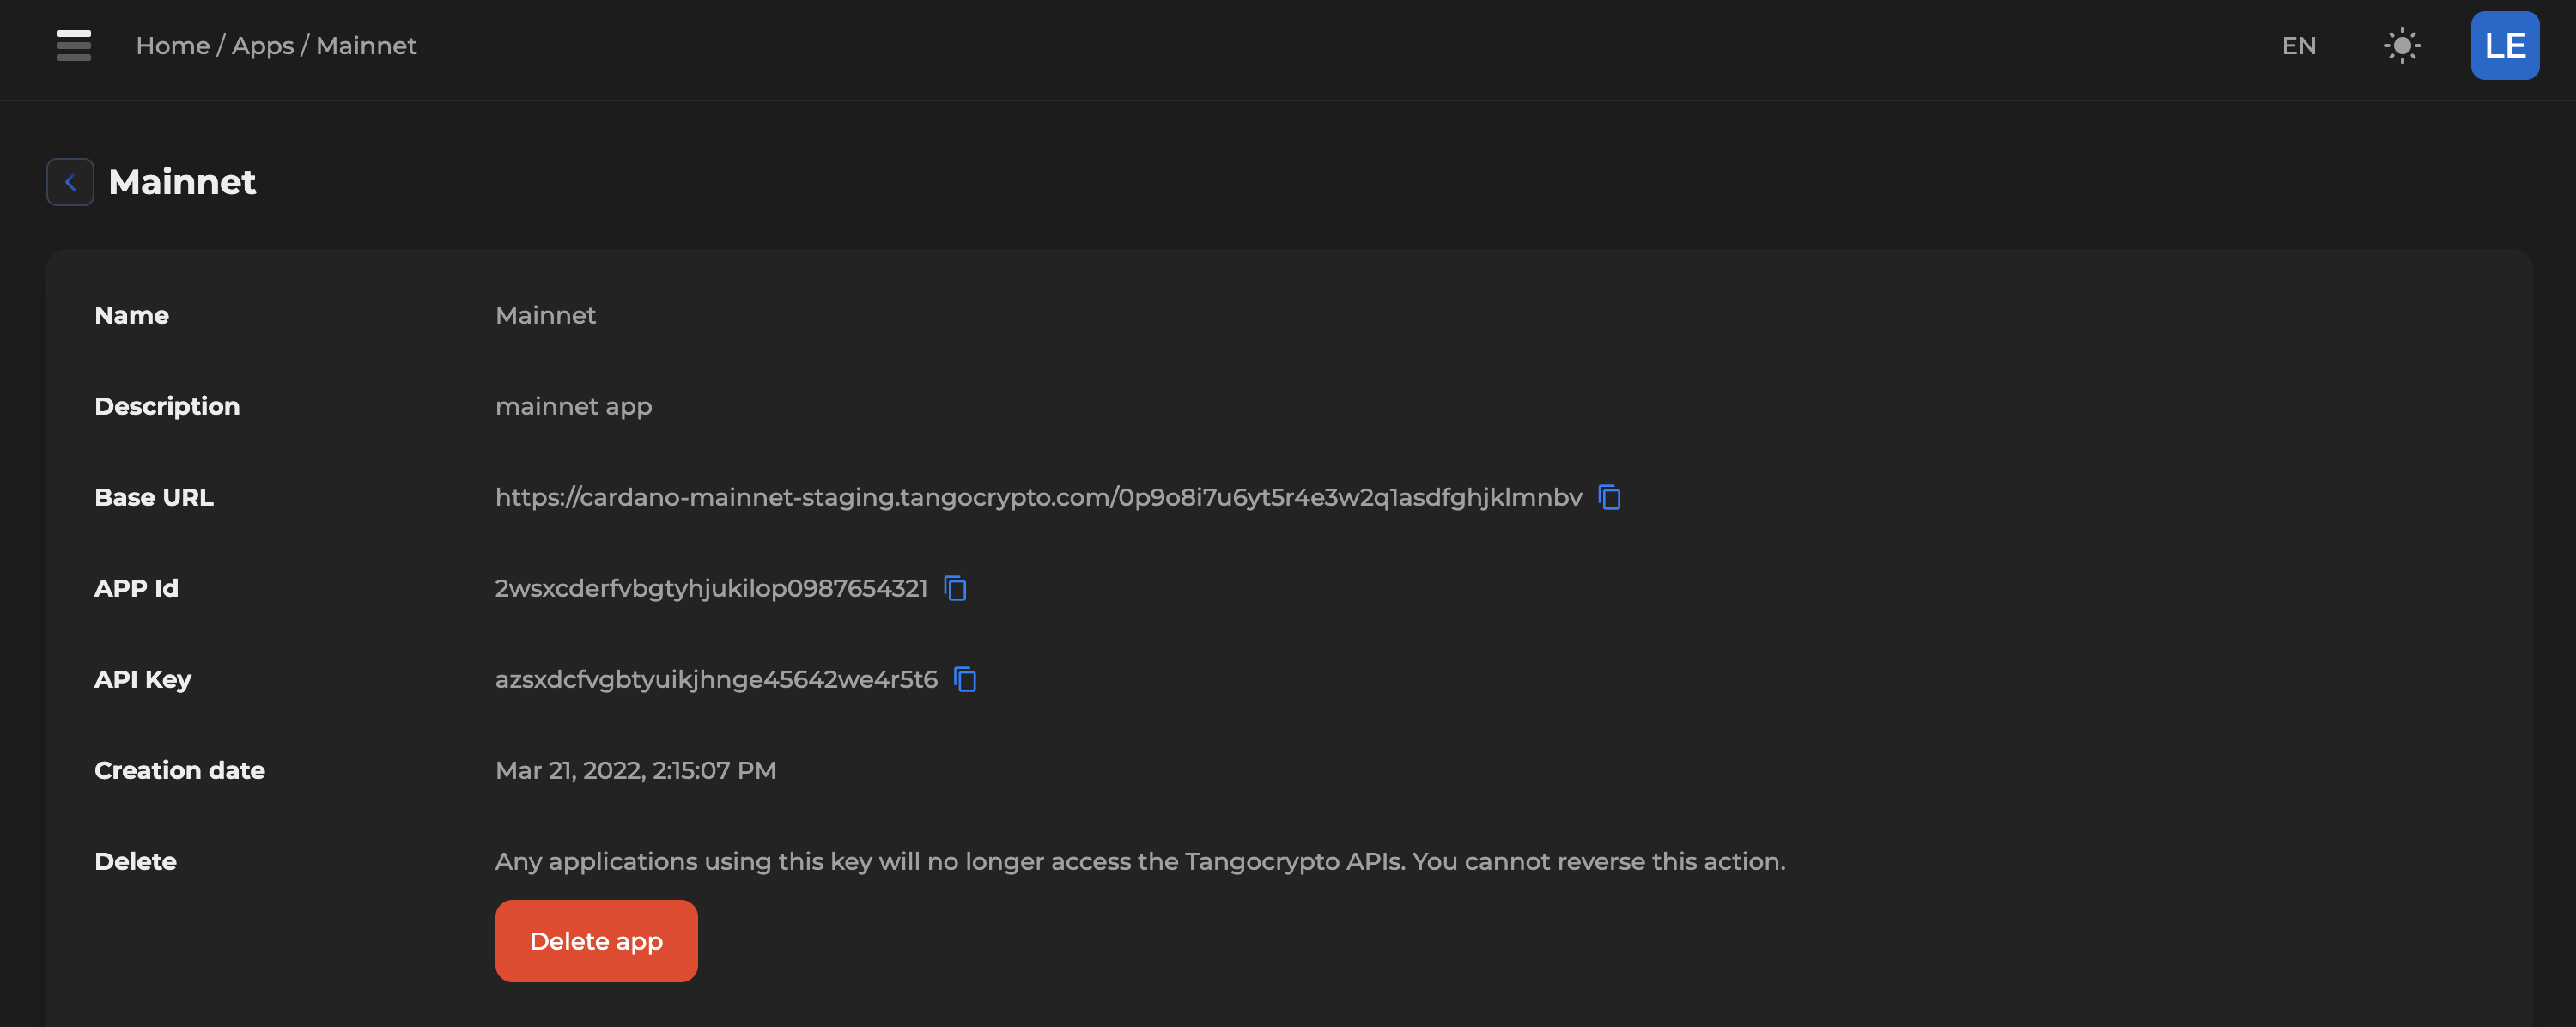 Home / Apps / Mainnet
EN
LE
Mainnet
Name
Mainnet
Description
mainnet app
Base URL
https://cardano-mainnet-staging.tangocrypto.com/0p9o8i7u6yt5r4e3w2q1asdfghjklmnbv
APP Id
2wsxcderfvbgtyhjukilop0987654321
API Key
azsxdcfvgbtyuikjhnge45642we4r5t6
Creation date
Mar 21, 2022, 2:15:07 PM
Delete
Any applications using this key will no longer access the Tangocrypto APIs. You cannot reverse this action.
Delete app